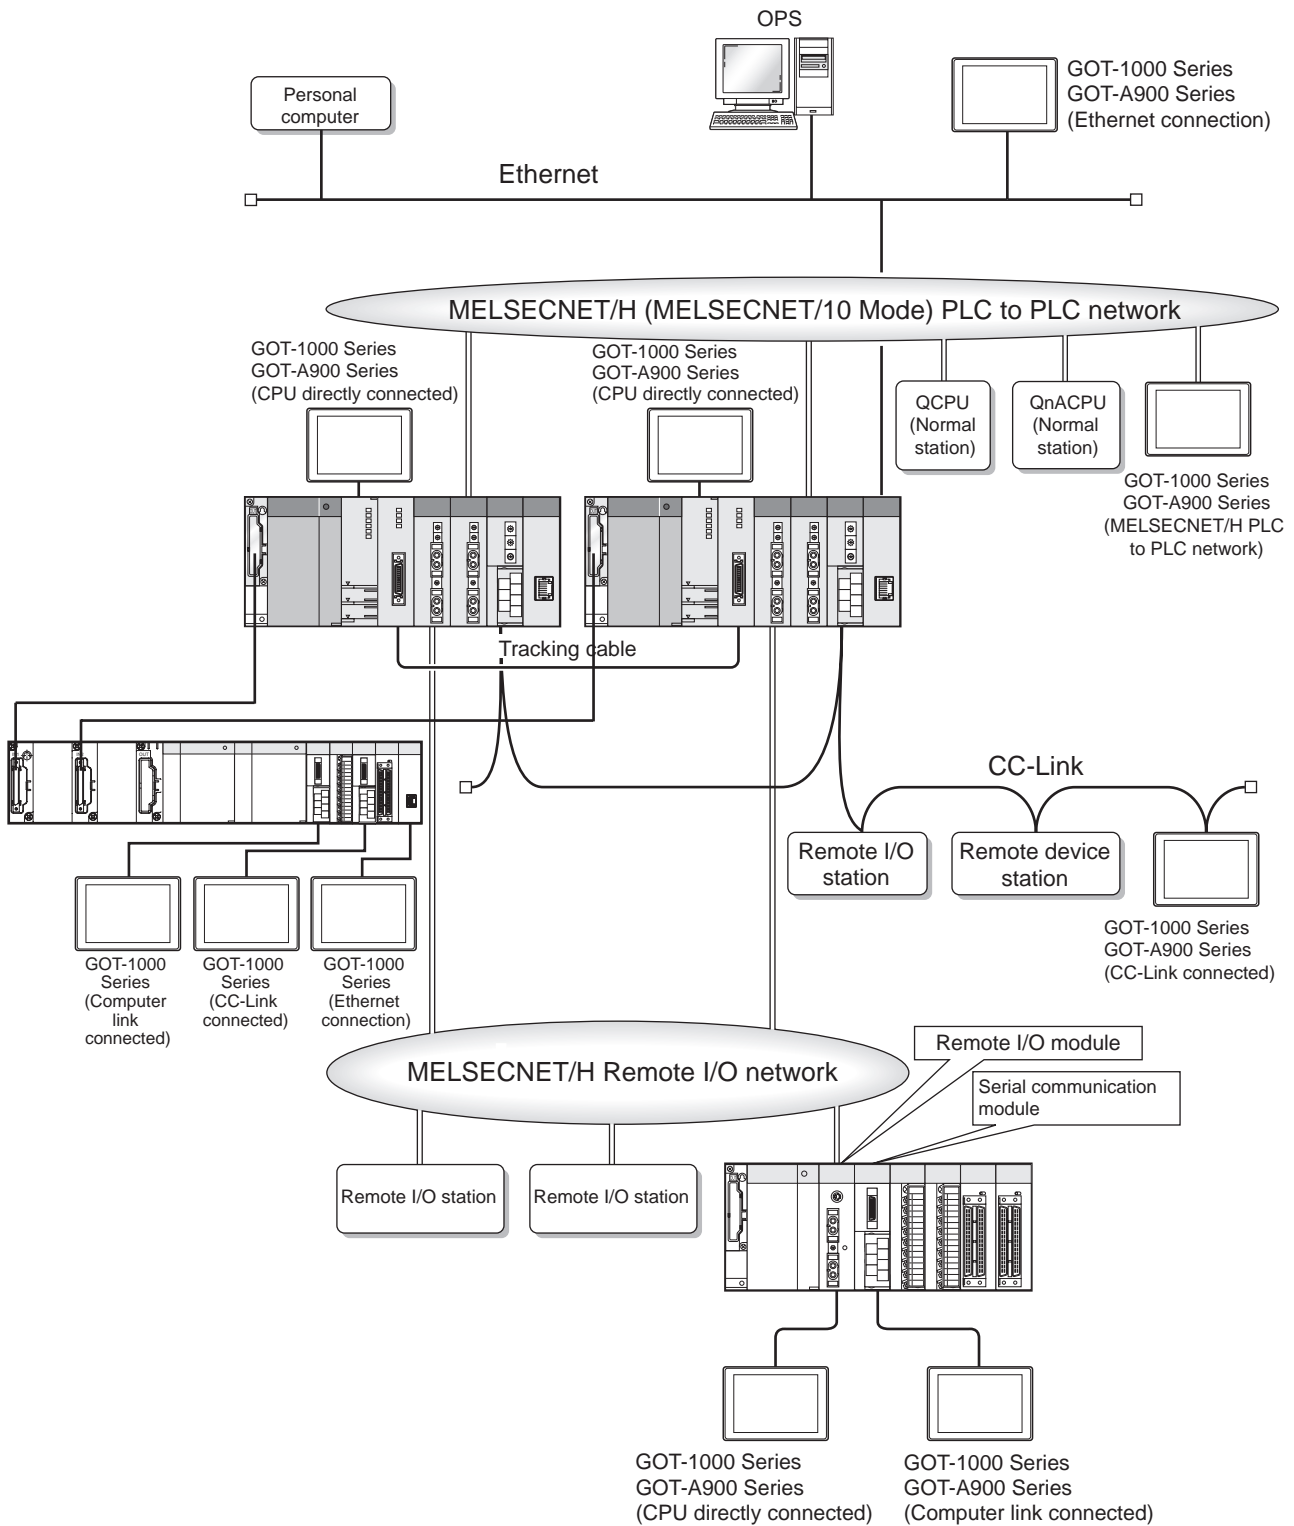 OPS
Personal
computer
GOT-1000 Series
GOT-A900 Series
(Ethernet connection)
Ethernet
MELSECNET/H (MELSECNET/10 Mode) PLC to PLC network
GOT-1000 Series
GOT-A900 Series
(CPU directly connected)
GOT-1000 Series
GOT-A900 Series
(CPU directly connected)
QCPU
(Normal
station)
QnACPU
(Normal
station)
GOT-1000 Series
GOT-A900 Series
(MELSECNET/H PLC
to PLC network)
Tracking cable
OUT
CC-Link
Remote I/O
station
Remote device
station
GOT-1000 Series
GOT-A900 Series
(CC-Link connected)
GOT-1000
Series
(Computer
link
connected)
GOT-1000
Series
(CC-Link
connected)
GOT-1000
Series
(Ethernet
connection)
MELSECNET/H Remote I/O network
Remote I/O module
Serial communication
module
Remote I/O station
Remote I/O station
GOT-1000 Series
GOT-A900 Series
(CPU directly connected)
GOT-1000 Series
GOT-A900 Series
(Computer link connected)